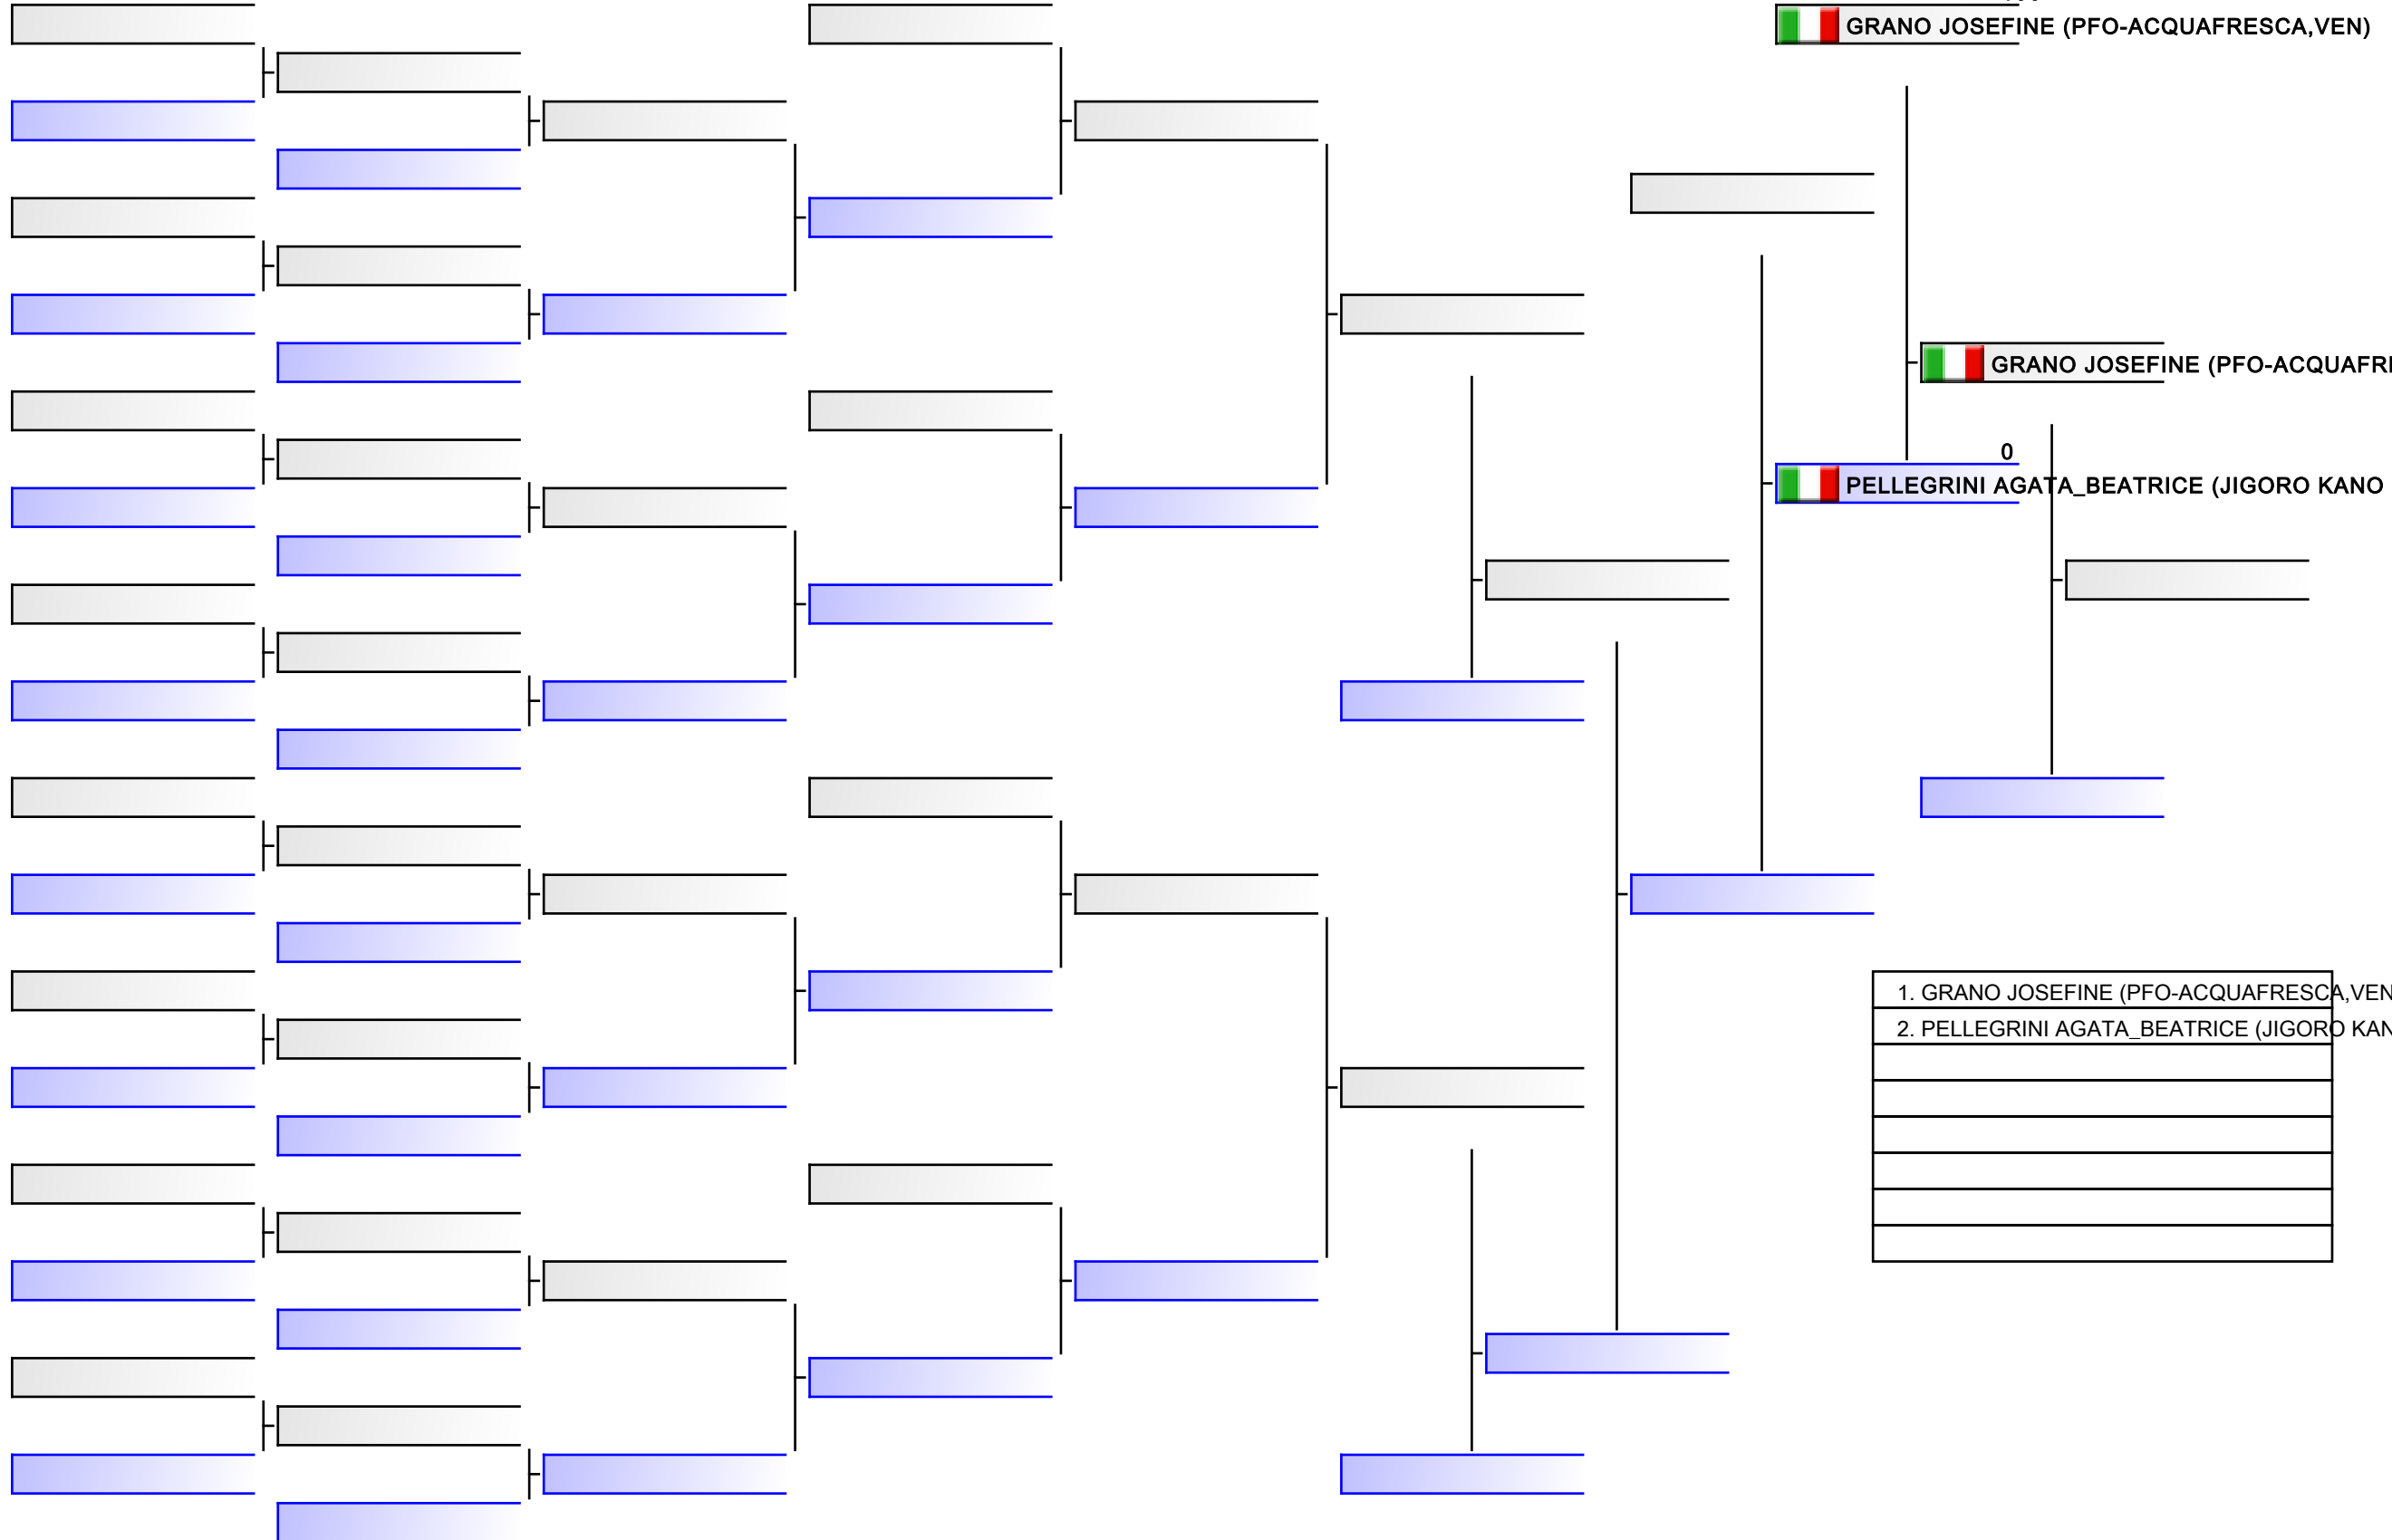 GRANO JOSEFINE (PFO-ACQUAFRESCA,VEN)
GRANO JOSEFINE (PFO-ACQUAFR
0
PELLEGRINI AGATA_BEATRICE (JIGORO KANO
1. GRANO JOSEFINE (PFO-ACQUAFRESCA,VEN
2. PELLEGRINI AGATA_BEATRICE (JIGORO KAN